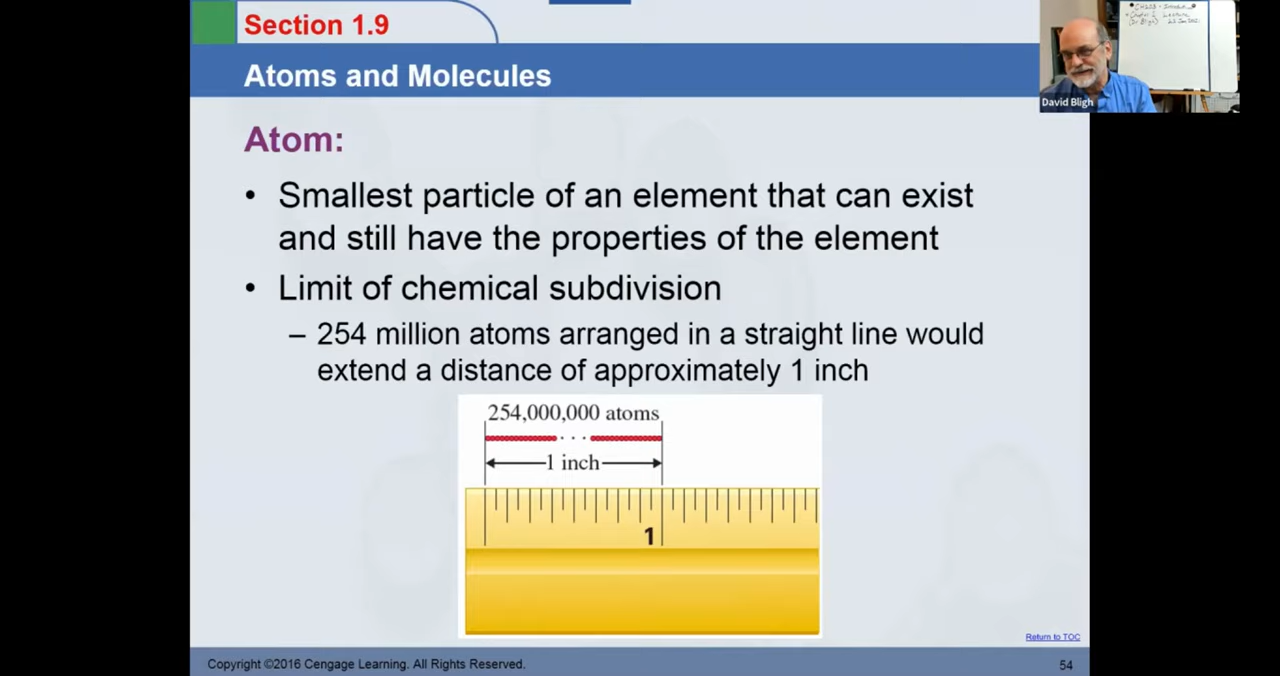 Section 1.9
Atoms and Molecules
David Bligh
Atom:
• Smallest particle of an element that can exist
and still have the properties of the element
• Limit of chemical subdivision
– 254 million atoms arranged in a straight line would
extend a distance of approximately 1 inch
254,000,000 atoms
1 inch
1
Return to TOC
Copyright ©2016 Cengage Learning. All Rights Reserved.
54